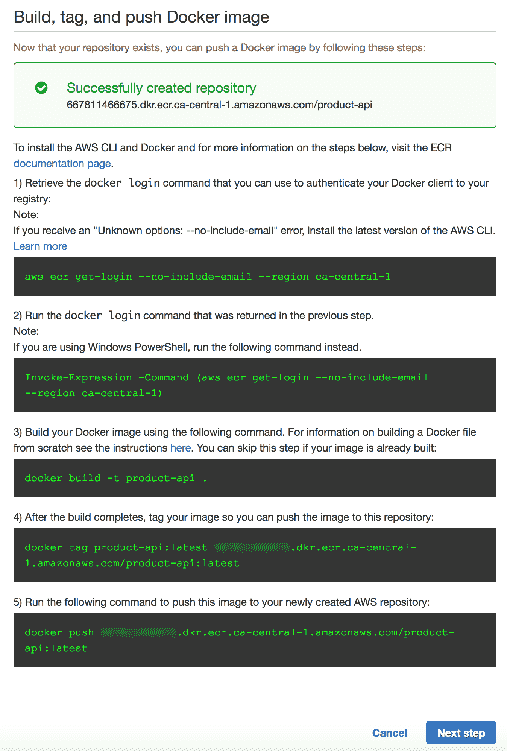 Build, tag, and push Docker image
Now that your repository exists, you can push a Docker image by following these steps:
Successfully created repository
667811466675.dkr.ecr.ca-central-1.amazonaws.com/product-api
To install the AWS CLI and Docker and for more information on the steps below, visit the ECR
documentation page.
1) Retrieve the docker login command that you can use to authenticate your Docker client to your
registry:
Note:
If you receive an "Unknown options: --no-include-email" error, install the latest version of the AWS CLI.
Learn more
aws ecr get-login --no-include-email --region ca-central-1
2) Run the docker login command that was returned in the previous step.
Note:
If you are using Windows PowerShell, run the following command instead.
Invoke-Expression -Command (aws ecr get-login --no-include-email
--region ca-central-1)
3) Build your Docker image using the following command. For information on building a Docker file
from scratch see the instructions here. You can skip this step if your image is already built:
docker build -t product-api .
4) After the build completes, tag your image so you can push the image to this repository:
docker tag product-api:latest .dkr.ecr.ca-central-
1.amazonaws.com/product-api:latest
5) Run the following command to push this image to your newly created AWS repository:
docker push .dkr.ecr.ca-central-1.amazonaws.com/product-
api:latest
Cancel
Next step